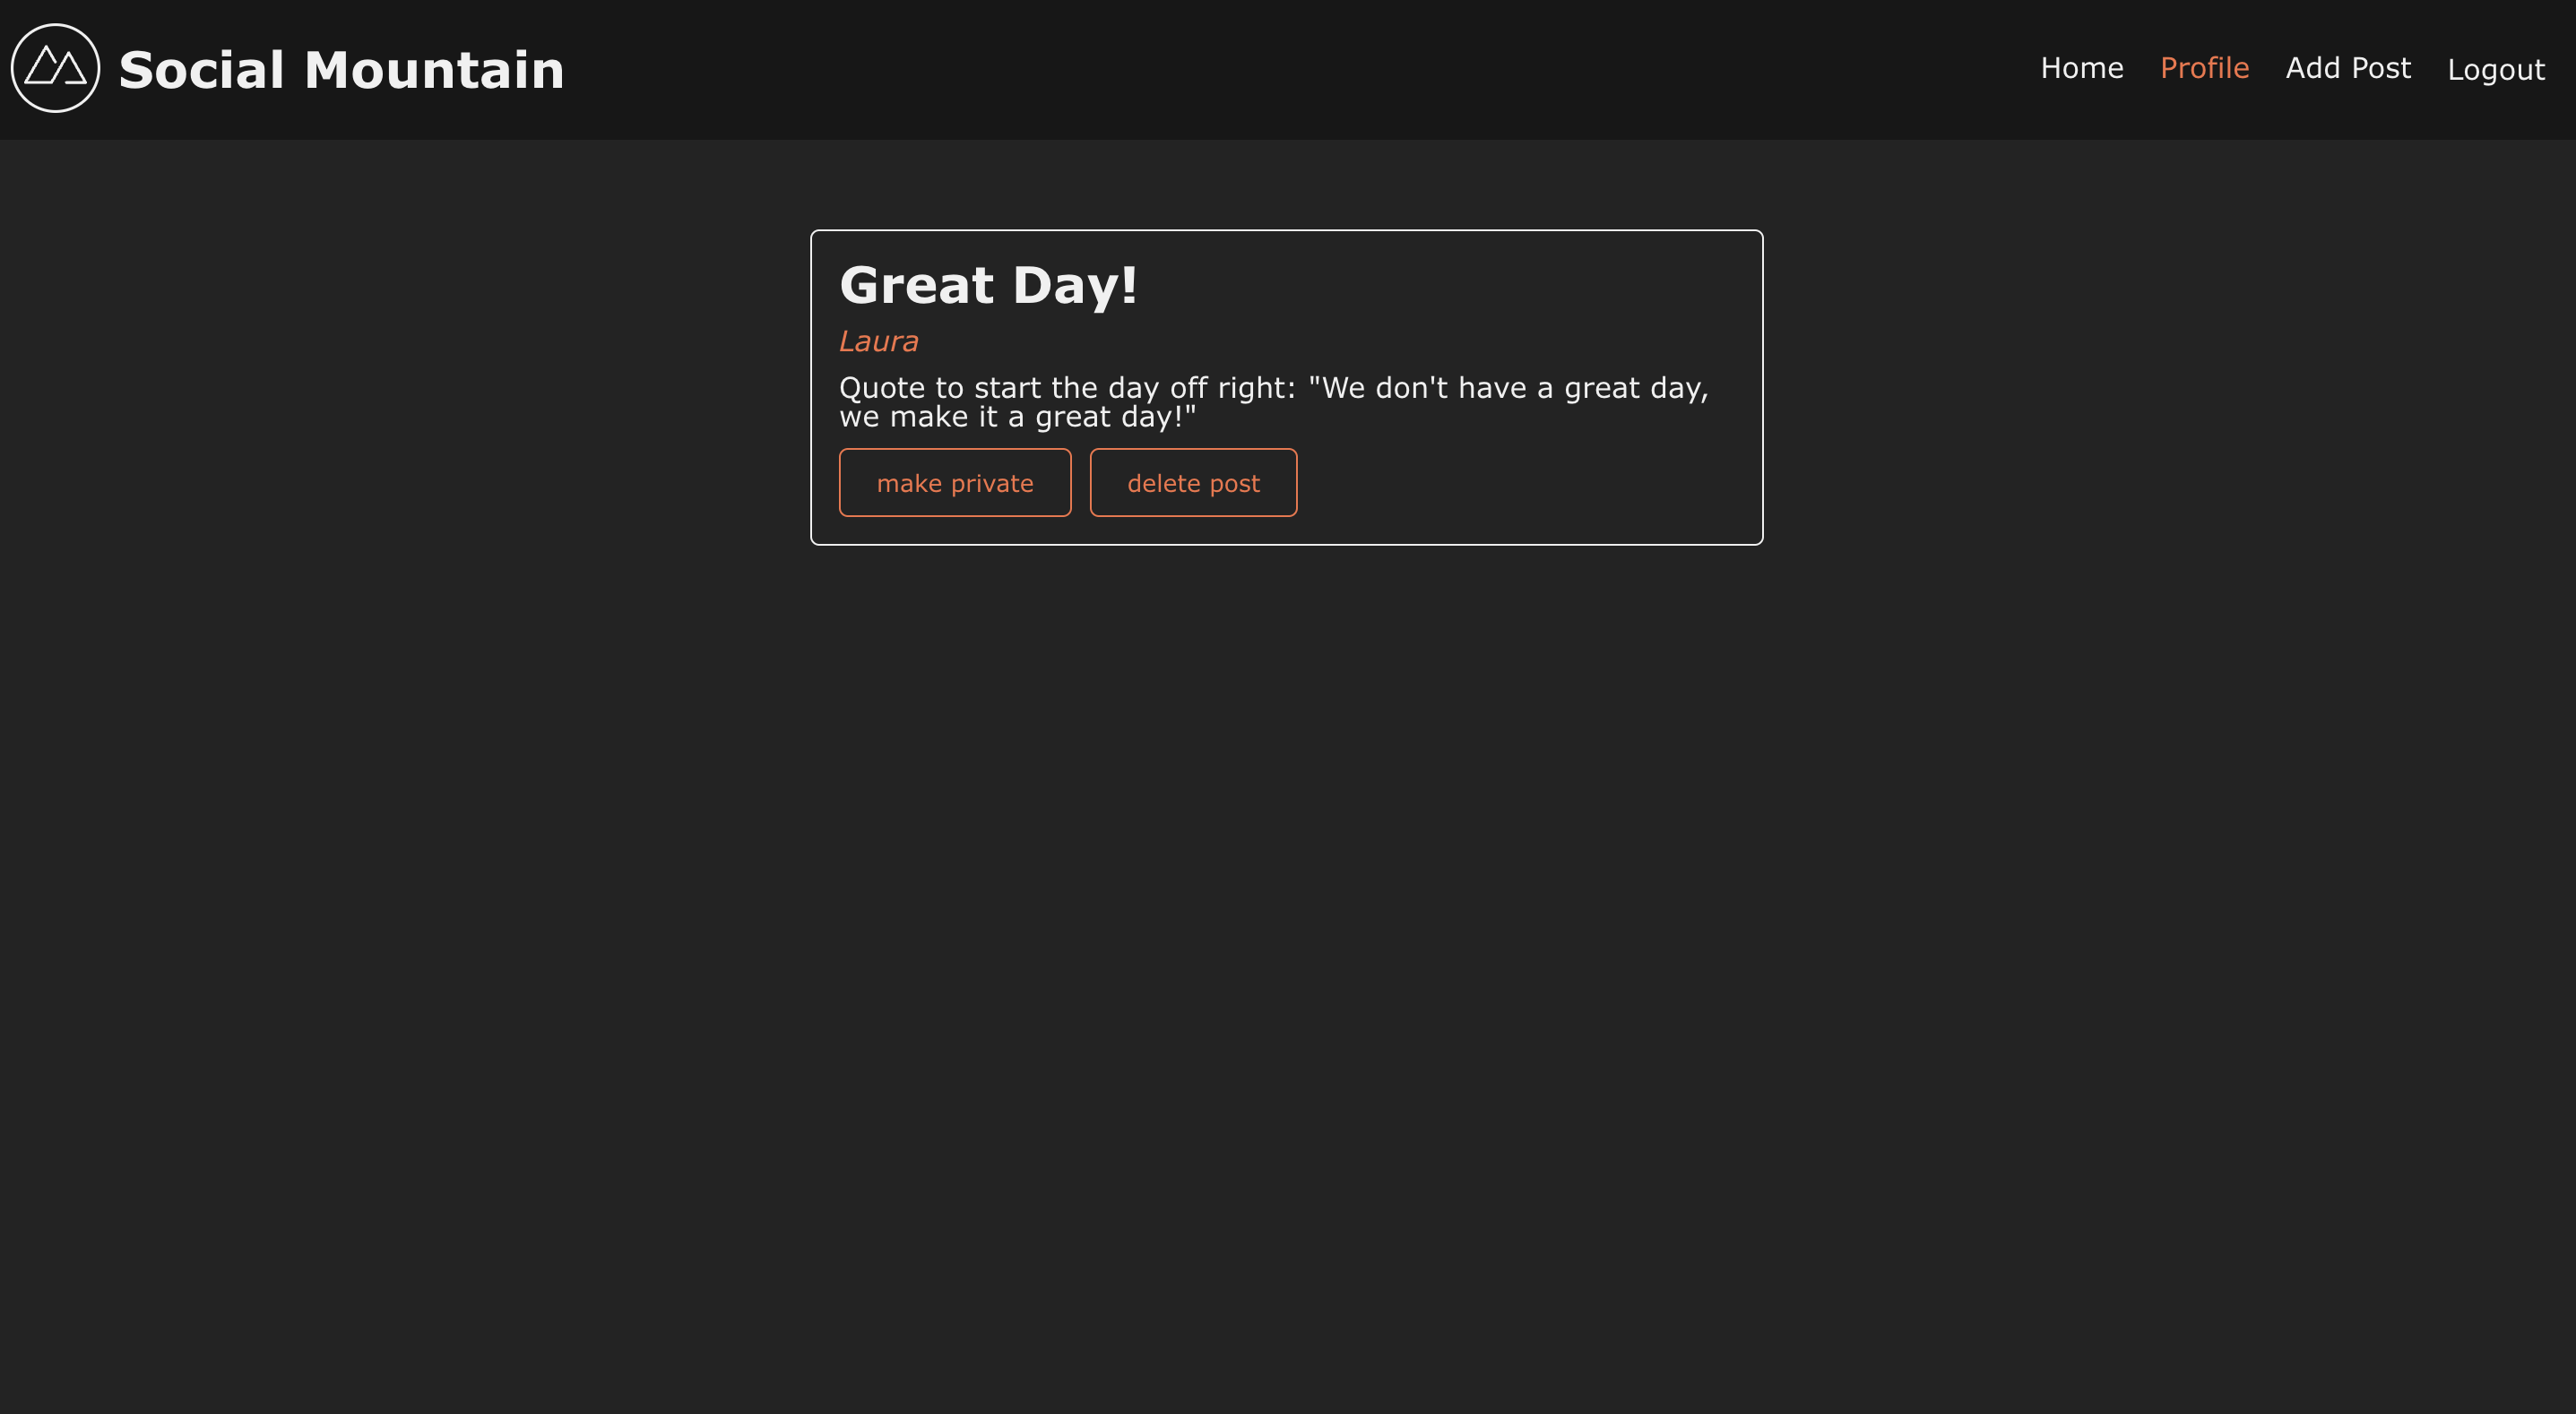 Social Mountain
Home Profile Add Post Logout
Great Day!
Laura
Quote to start the day off right: "We don't have a great day,
we make it a great day!"
make private delete post